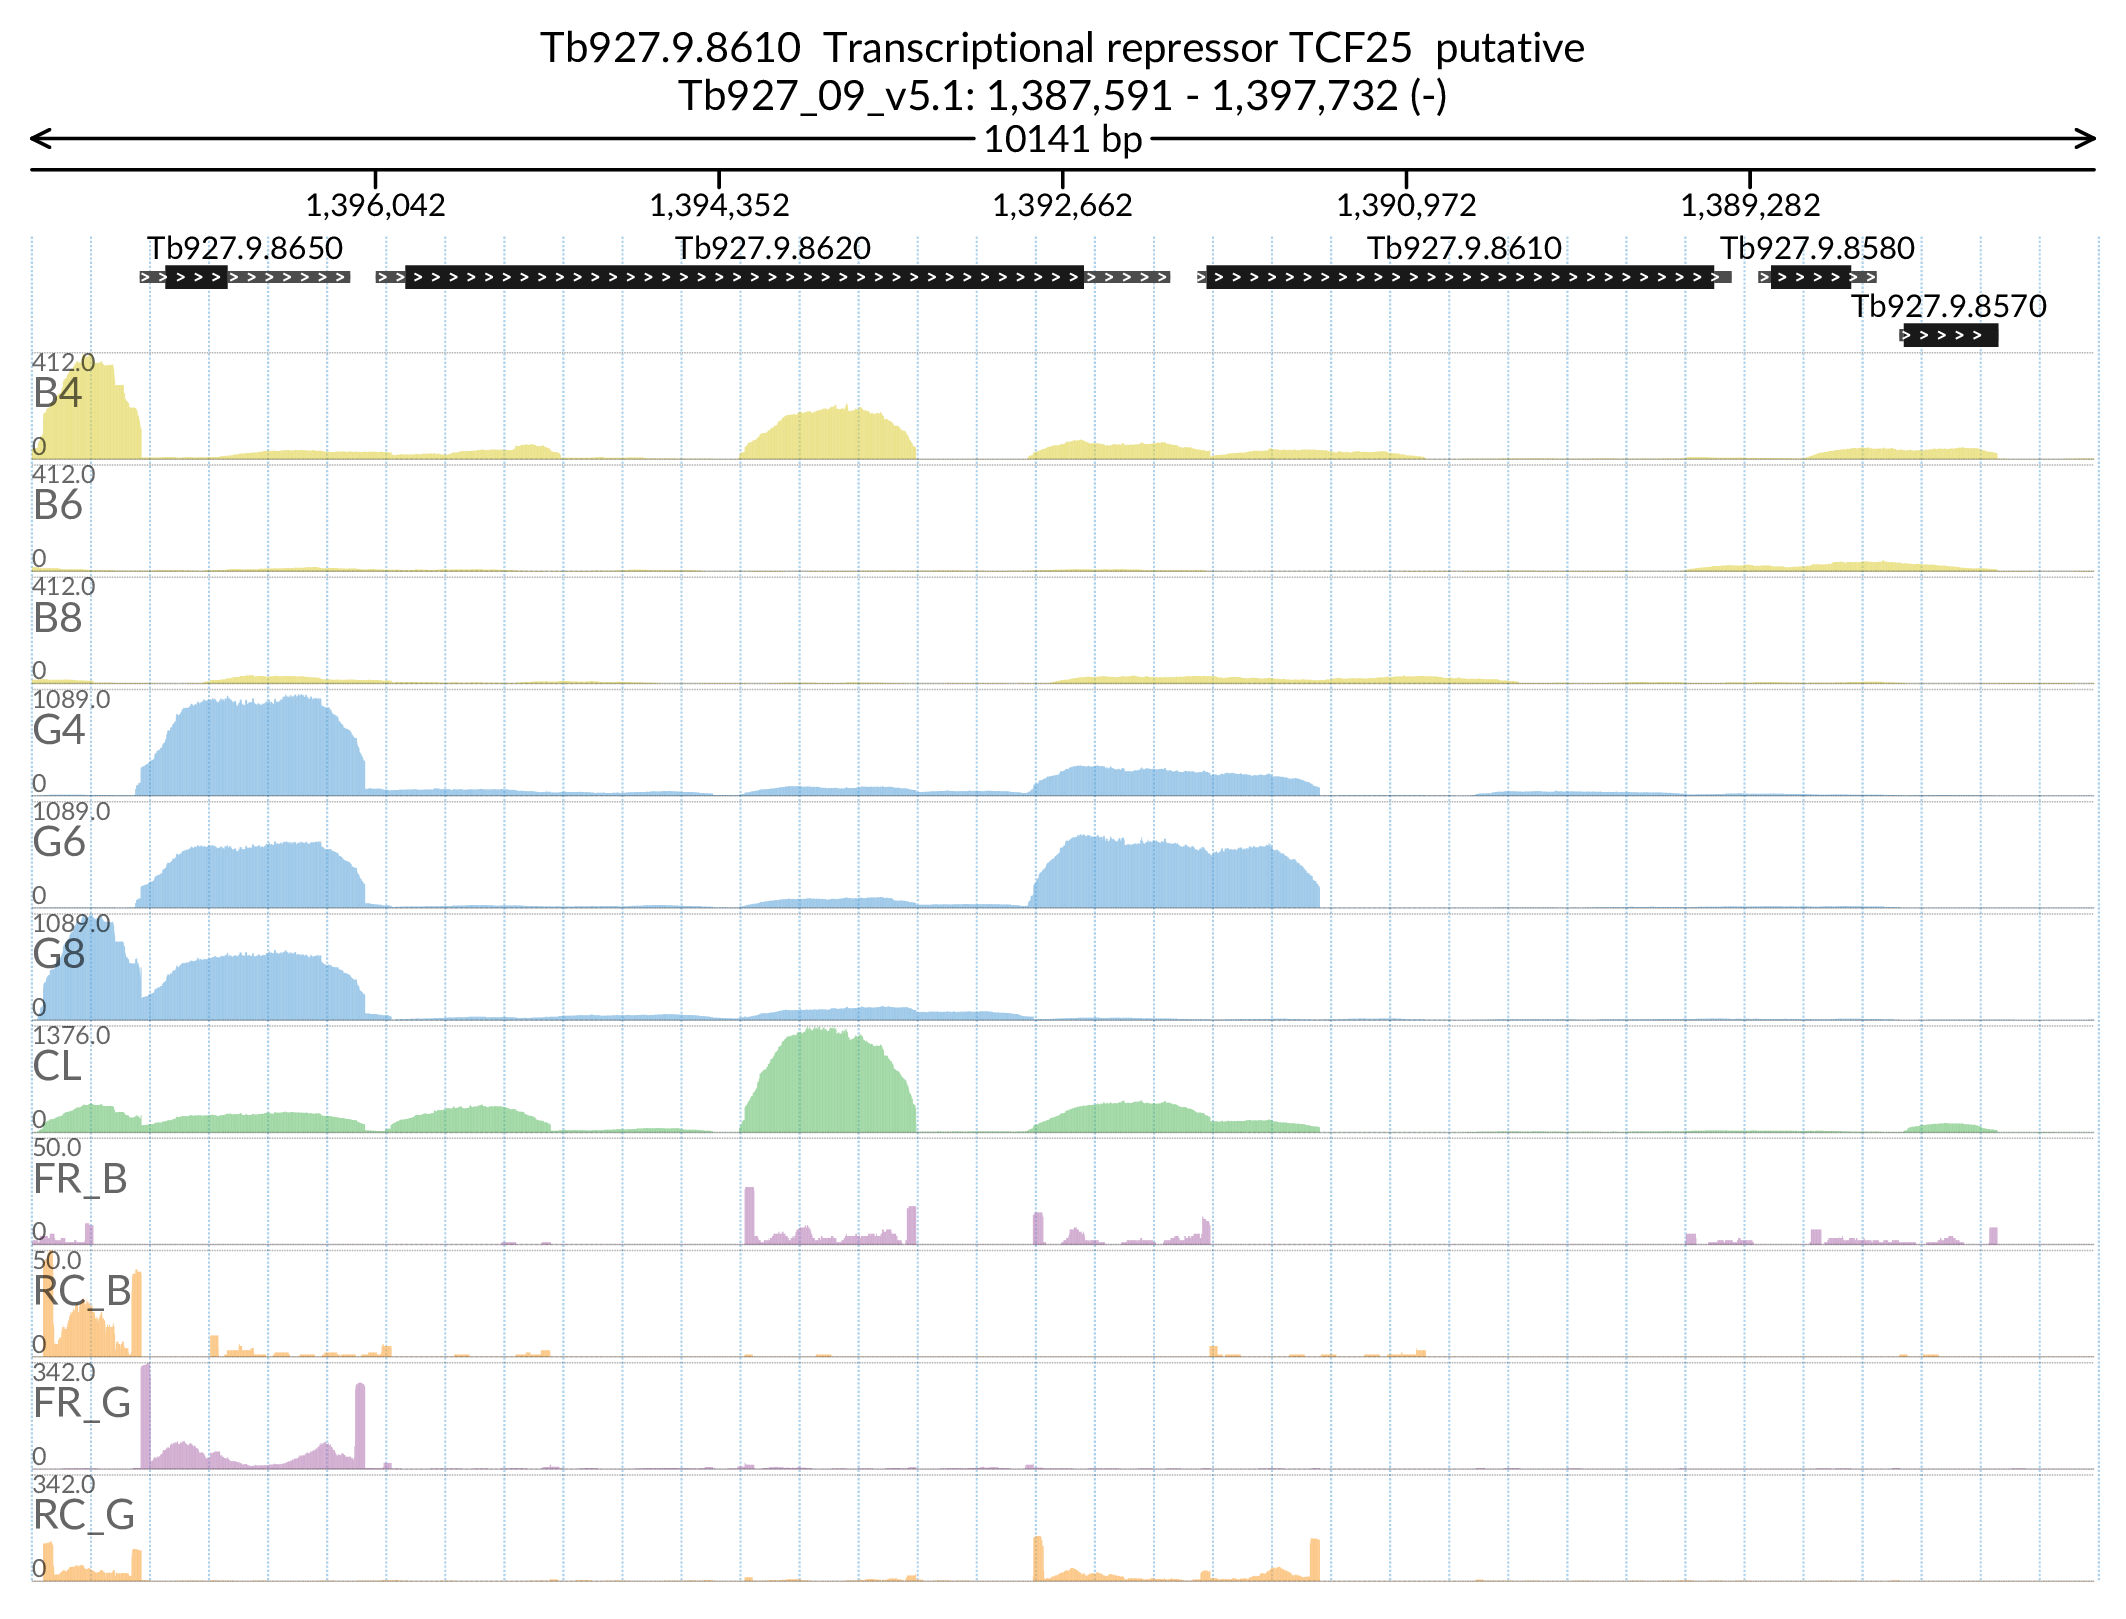 Tb927.9.8610  Transcriptional repressor TCF25  putative
Tb927_09_v5.1: 1,387,591 - 1,397,732 (-)
10141 bp
1,396,042 1,394,352 1,392,662 1,390,972 1,389,282
Tb927.9.8650 Tb927.9.8620 Tb927.9.8610 Tb927.9.8580
Tb927.9.8570
412.0
B4
0
412.0
B6
0
412.0
B8
0
1089.0
G4
0
1089.0
G6
0
1089.0
G8
0
1376.0
CL
0
50.0
FR_B
0
50.0
RC_B
0
342.0
FR_G
0
342.0
RC_G
0